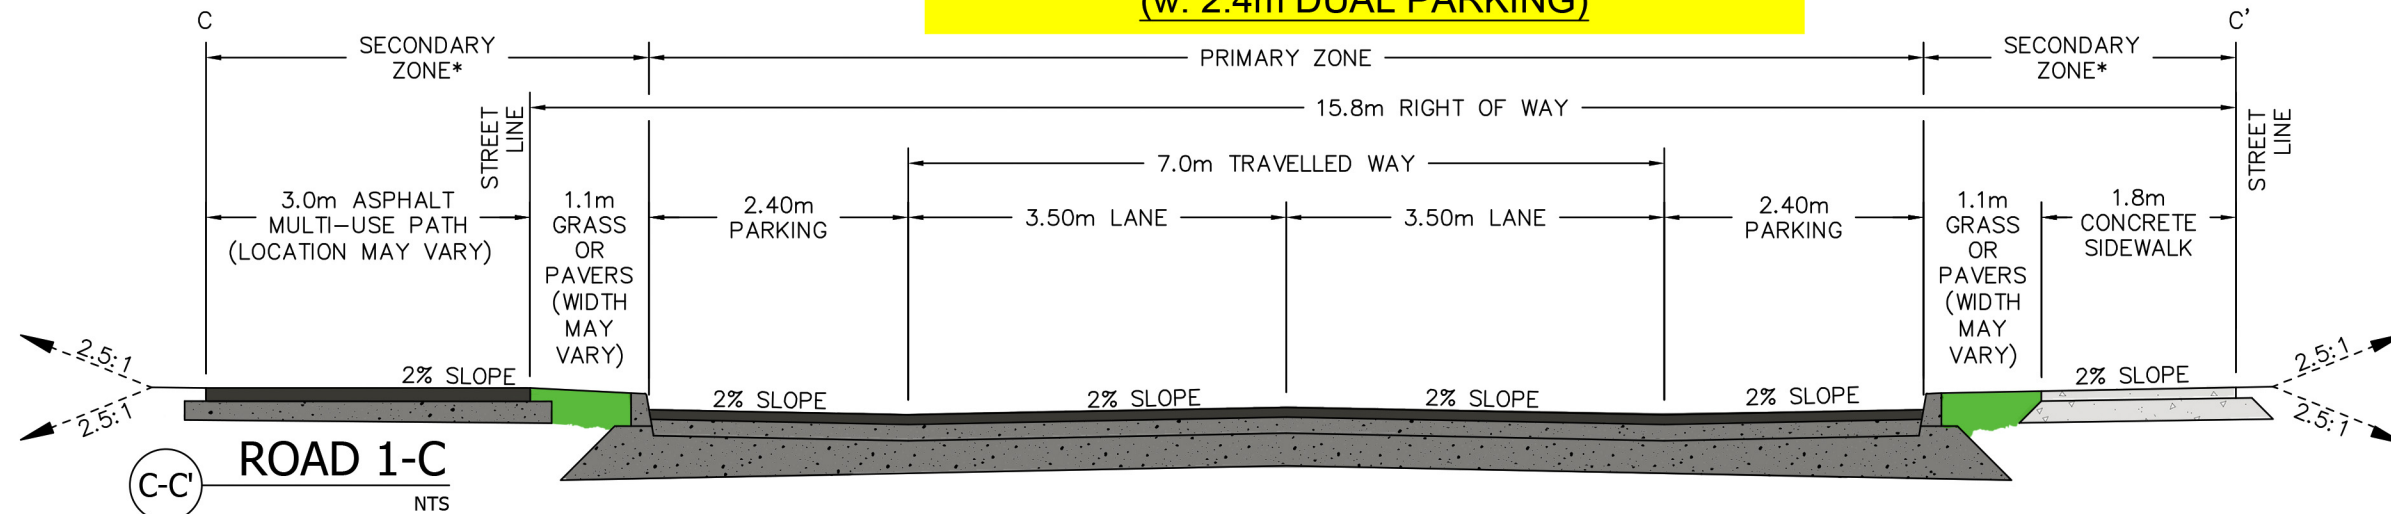 (w. 2.4m DUAL PARKING)
C
C'
SECONDARY
ZONE*
PRIMARY ZONE
SECONDARY
ZONE*
15.8m RIGHT OF WAY
STREET
LINE
STREET
LINE
7.0m TRAVELLED WAY
3.0m ASPHALT
MULTI-USE PATH
(LOCATION MAY VARY)
1.1m
GRASS
OR
PAVERS
(WIDTH
MAY
VARY)
2.40m
PARKING
3.50m LANE
3.50m LANE
2.40m
PARKING
1.1m
GRASS
OR
PAVERS
(WIDTH
MAY
VARY)
1.8m
CONCRETE
SIDEWALK
2.5:1
2.5:1
2% SLOPE
2% SLOPE
2% SLOPE
2% SLOPE
2% SLOPE
2% SLOPE
2.5:1
2.5:1
C-C'
ROAD 1-C
NTS